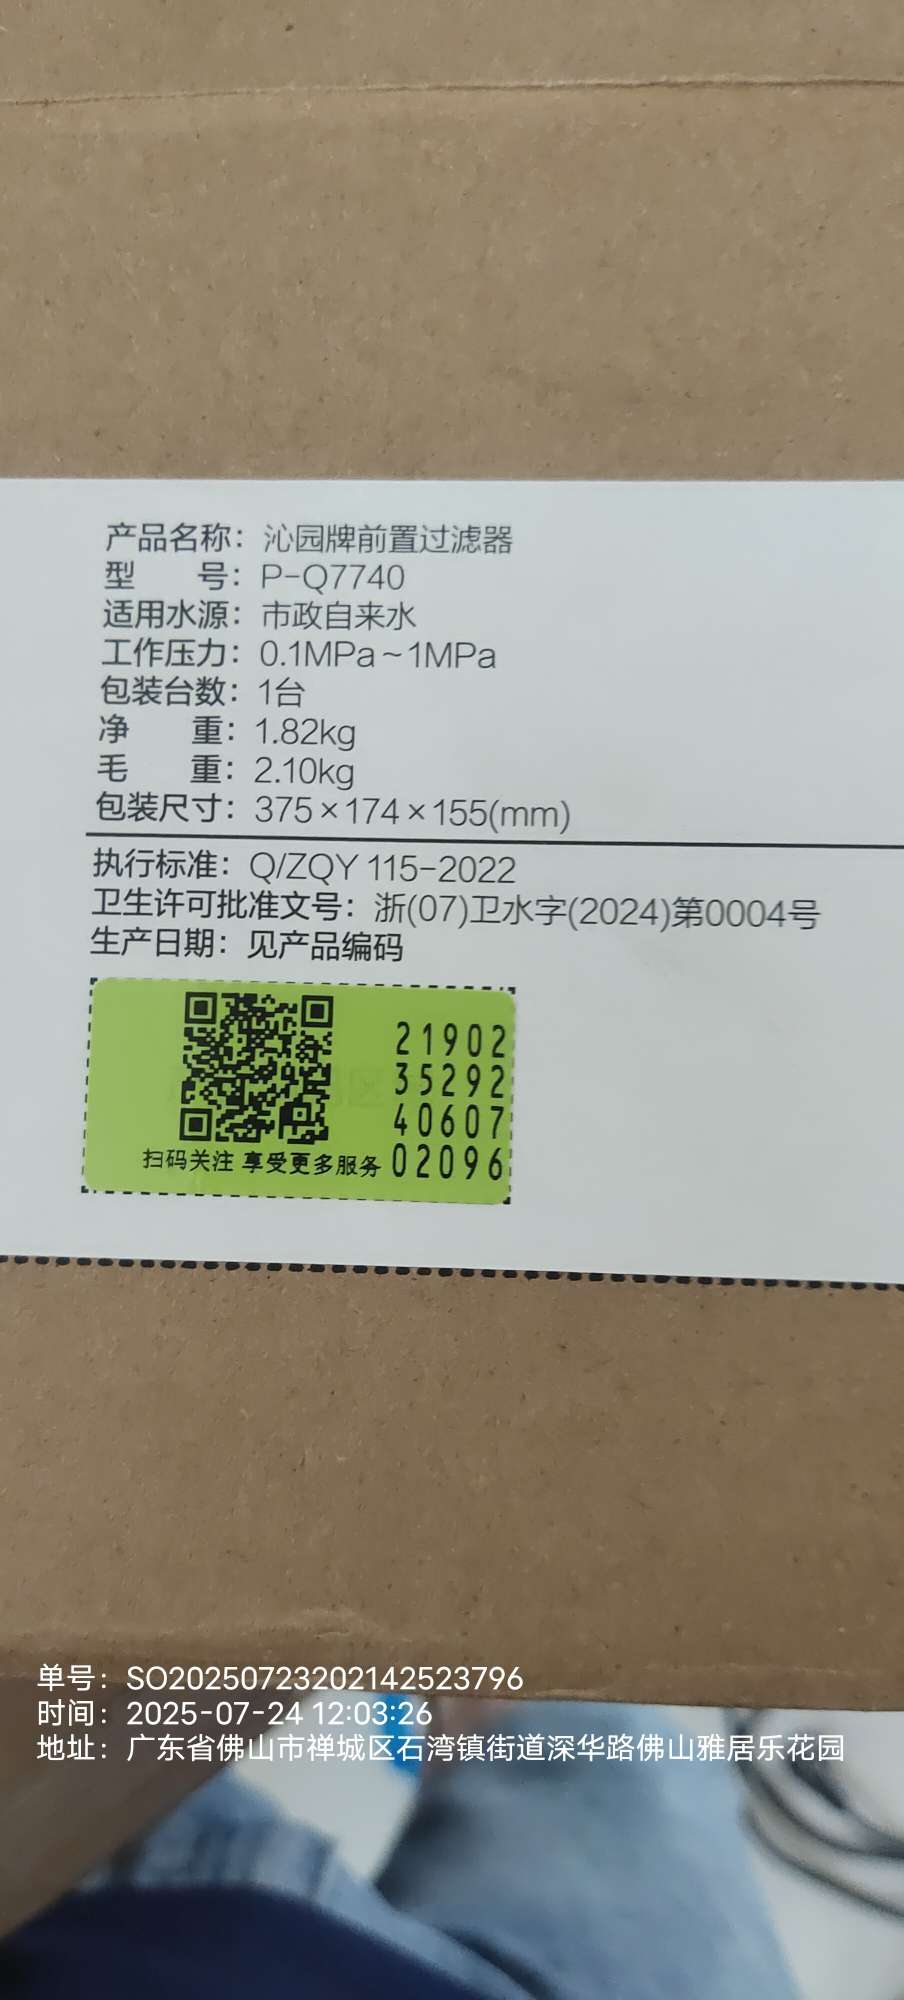 产品名称：沁园牌前置过滤器
型 号：P-Q7740
适用水源：市政自来水
工作压力：0.1MPa~1MPa
包装台数：1台
净 重：1.82kg
毛 重：2.10kg
包装尺寸：375×174×155(mm)
执行标准：Q/ZQY 115-2022
卫生许可批准文号：浙(07)卫水字(2024)第0004号
生产日期：见产品编码
21902
35292
40607
02096
扫码关注 享受更多服务
单号：SO20250723202142523796
时间：2025-07-24 12:03:26
地址：广东省佛山市禅城区石湾镇街道深华路佛山雅居乐花园